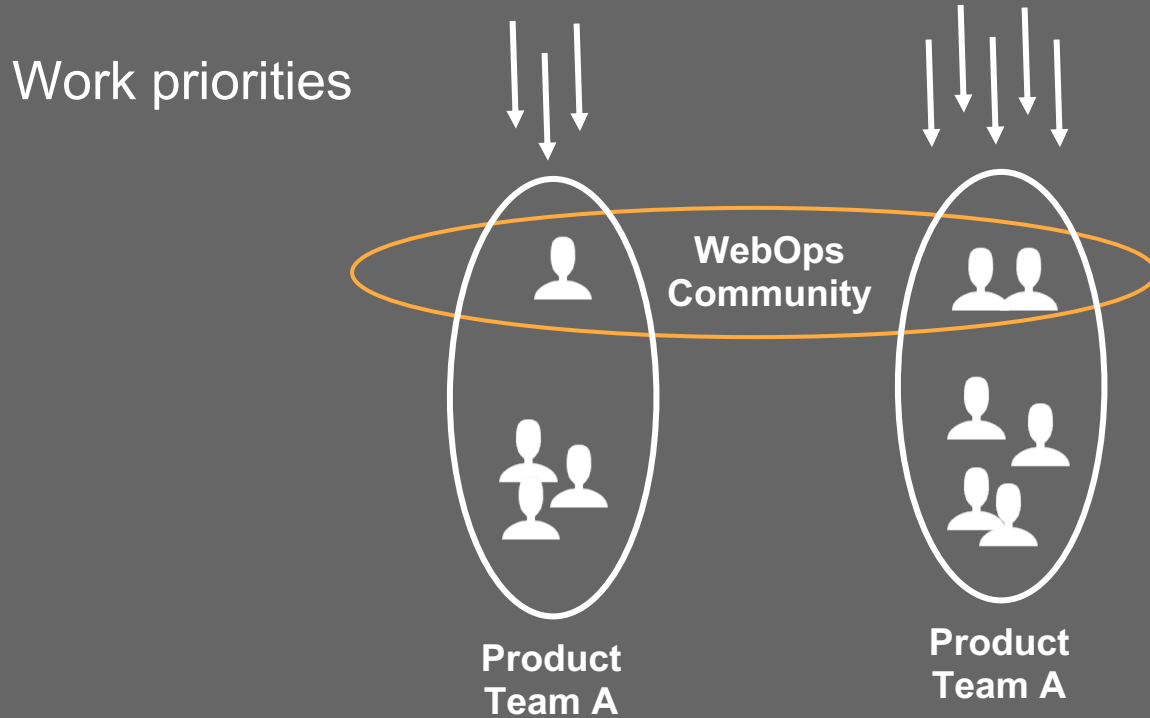 Work priorities
WebOps
Community
Product
Team A
Product
Team A